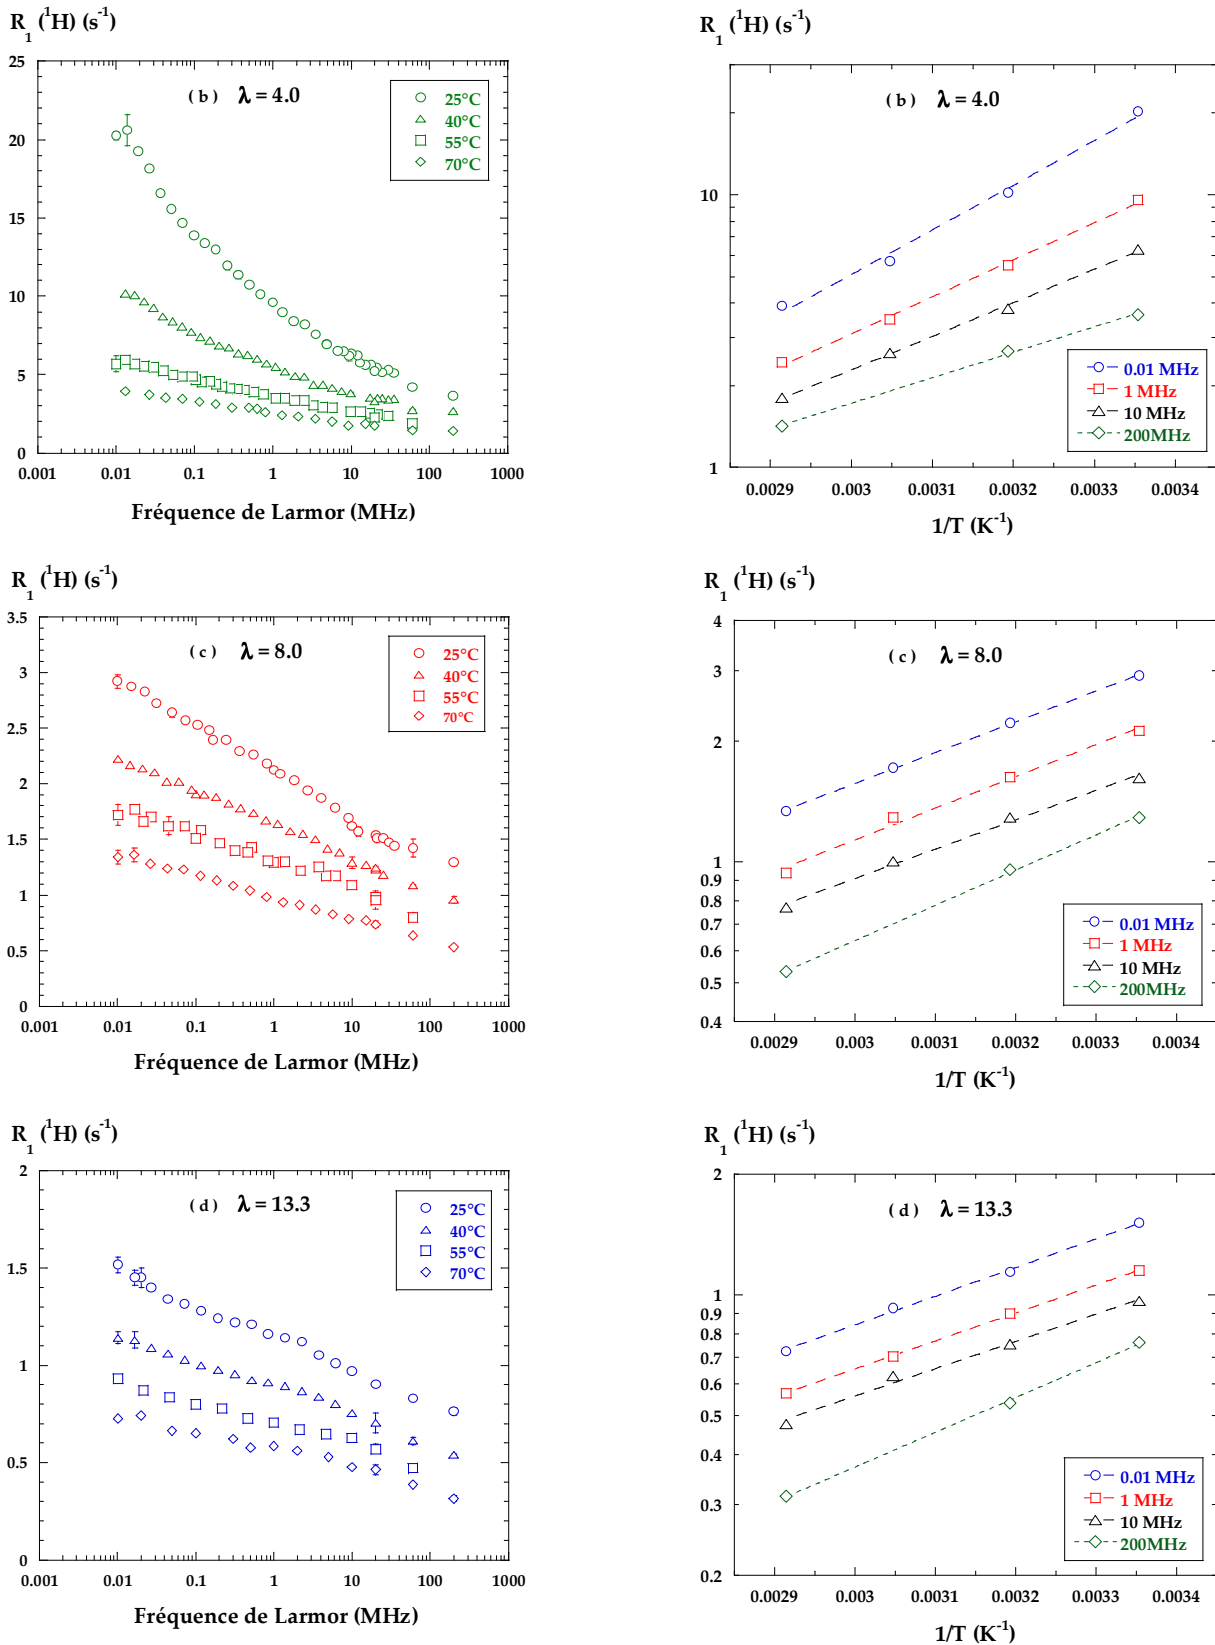 R₁ (¹H) (s⁻¹)
25
20
15
10
5
0
( b ) λ = 4.0
25°C
40°C
55°C
70°C
0.001 0.01 0.1 1 10 100 1000
Fréquence de Larmor (MHz)
R₁ (¹H) (s⁻¹)
10
1
( b ) λ = 4.0
0.01 MHz
1 MHz
10 MHz
200MHz
0.0029 0.003 0.0031 0.0032 0.0033 0.0034
1/T (K⁻¹)
R₁ (¹H) (s⁻¹)
3.5
3
2.5
2
1.5
1
0.5
0
( c ) λ = 8.0
25°C
40°C
55°C
70°C
0.001 0.01 0.1 1 10 100 1000
Fréquence de Larmor (MHz)
R₁ (¹H) (s⁻¹)
4
3
2
1
0.9
0.8
0.7
0.6
0.5
0.4
( c ) λ = 8.0
0.01 MHz
1 MHz
10 MHz
200MHz
0.0029 0.003 0.0031 0.0032 0.0033 0.0034
1/T (K⁻¹)
R₁ (¹H) (s⁻¹)
2
1.5
1
0.5
0
( d ) λ = 13.3
25°C
40°C
55°C
70°C
0.001 0.01 0.1 1 10 100 1000
Fréquence de Larmor (MHz)
R₁ (¹H) (s⁻¹)
2
1
0.9
0.8
0.7
0.6
0.5
0.4
0.3
0.2
( d ) λ = 13.3
0.01 MHz
1 MHz
10 MHz
200MHz
0.0029 0.003 0.0031 0.0032 0.0033 0.0034
1/T (K⁻¹)